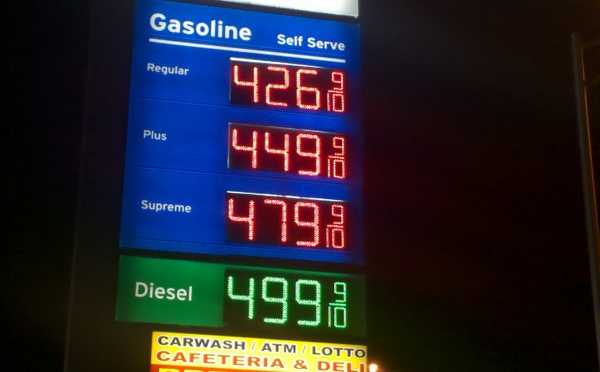 Gasoline
Self Serve
Regular 426 9/10
Plus 449 9/10
Supreme 479 9/10
Diesel 499 9/10
CARWASH / ATM / LOTTO
CAFETERIA & DELI